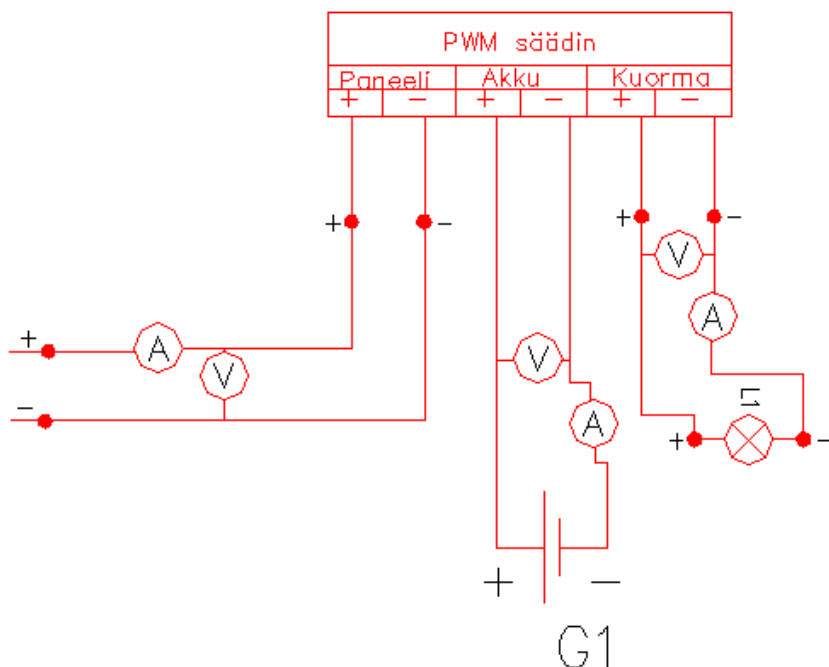 PWM säädin
Paneeli Akku Kuorma
+ − + − + −
+ − + −
V
A
+ A V V
− A
+ −
+ −
G1